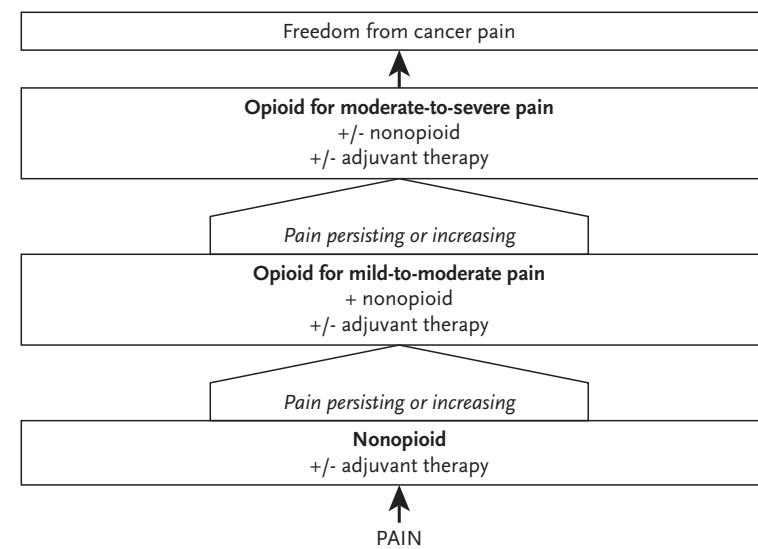 Freedom from cancer pain
Opioid for moderate-to-severe pain
+/- nonopioid
+/- adjuvant therapy
Pain persisting or increasing
Opioid for mild-to-moderate pain
+ nonopioid
+/- adjuvant therapy
Pain persisting or increasing
Nonopioid
+/- adjuvant therapy
PAIN